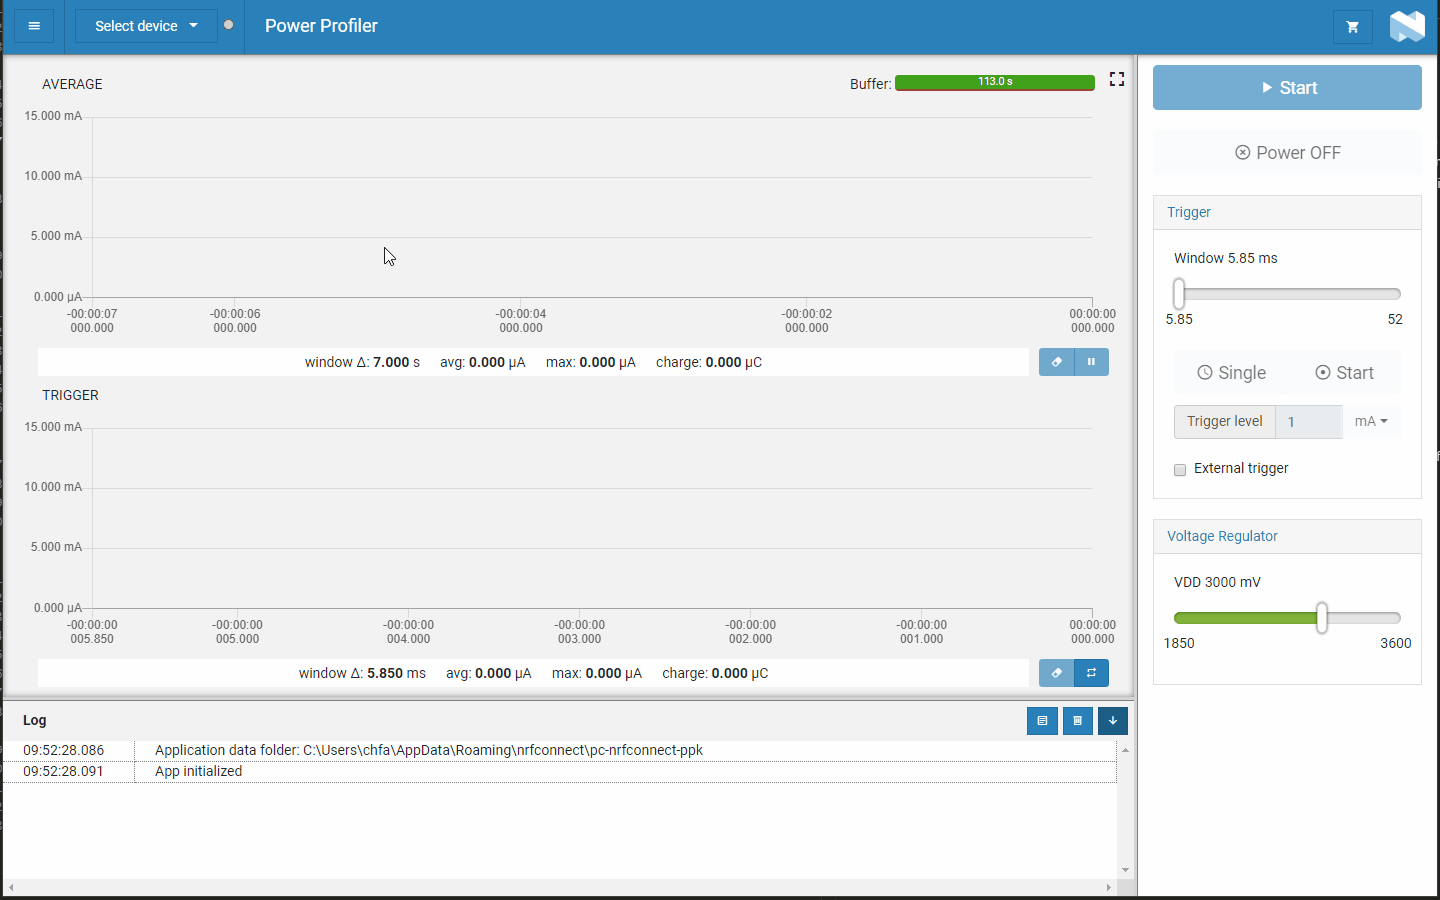 Select device
Power Profiler
AVERAGE
Buffer: 113.0 s
15.000 mA
10.000 mA
5.000 mA
0.000 µA
-00:00:07 -00:00:06 -00:00:04 -00:00:02 00:00:00
000.000 000.000 000.000 000.000 000.000
window Δ: 7.000 s avg: 0.000 µA max: 0.000 µA charge: 0.000 µC
TRIGGER
15.000 mA
10.000 mA
5.000 mA
0.000 µA
-00:00:00 -00:00:00 -00:00:00 -00:00:00 -00:00:00 -00:00:00 00:00:00
005.850 005.000 004.000 003.000 002.000 001.000 000.000
window Δ: 5.850 ms avg: 0.000 µA max: 0.000 µA charge: 0.000 µC
Log
09:52:28.086 Application data folder: C:\Users\chfa\AppData\Roaming\nrfconnect\pc-nrfconnect-ppk
09:52:28.091 App initialized
Start
Power OFF
Trigger
Window 5.85 ms
5.85 52
Single Start
Trigger level 1 mA
External trigger
Voltage Regulator
VDD 3000 mV
1850 3600